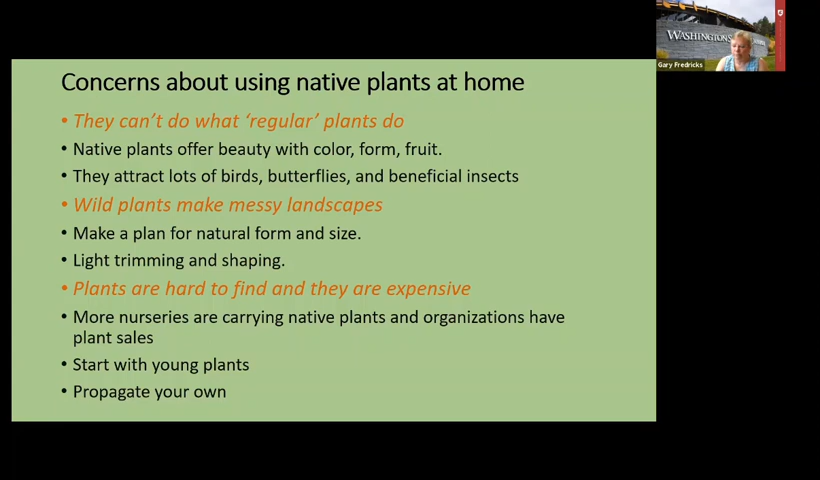 Concerns about using native plants at home
• They can't do what 'regular' plants do
• Native plants offer beauty with color, form, fruit.
• They attract lots of birds, butterflies, and beneficial insects
• Wild plants make messy landscapes
• Make a plan for natural form and size.
• Light trimming and shaping.
• Plants are hard to find and they are expensive
• More nurseries are carrying native plants and organizations have
plant sales
• Start with young plants
• Propagate your own
WASHINGTON
Gary Fredricks